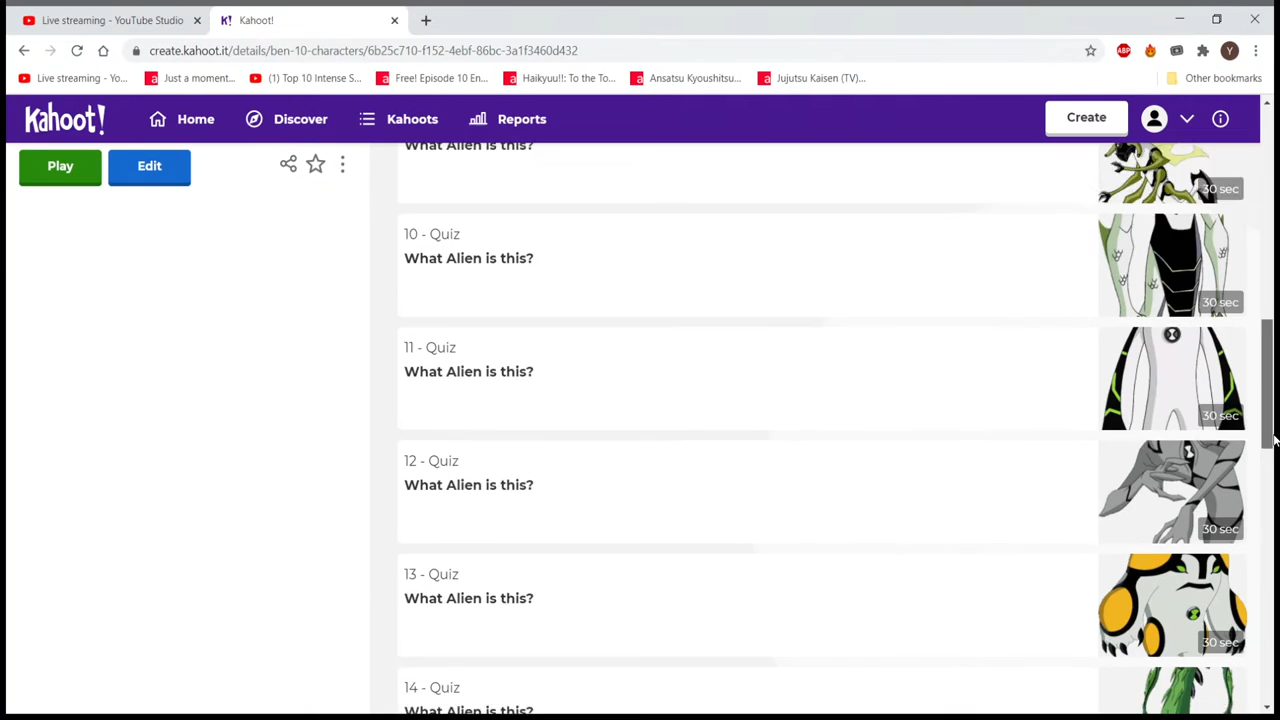 Live streaming - YouTube Studio
Kahoot!
create.kahoot.it/details/ben-10-characters/6b25c710-f152-4ebf-86bc-3a1f3460d432
ABP
Y
Live streaming - Yo...
Just a moment...
(1) Top 10 Intense S...
Free! Episode 10 En...
Haikyuu!!: To the To...
Ansatsu Kyoushitsu...
Jujutsu Kaisen (TV)...
Other bookmarks
Kahoot!
Home
Discover
Kahoots
Reports
Create
Play
Edit
What Alien is this?
30 sec
10 - Quiz
What Alien is this?
30 sec
11 - Quiz
What Alien is this?
30 sec
12 - Quiz
What Alien is this?
30 sec
13 - Quiz
What Alien is this?
30 sec
14 - Quiz
What Alien is this?